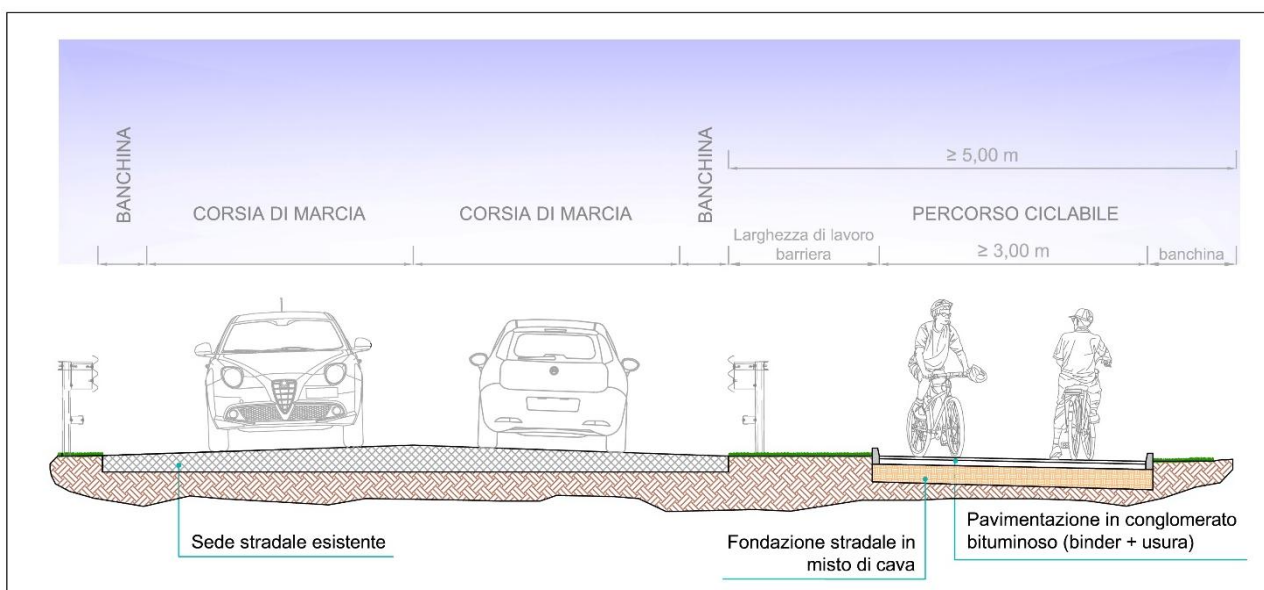 ≥ 5,00 m
BANCHINA
CORSIA DI MARCIA
CORSIA DI MARCIA
BANCHINA
PERCORSO CICLABILE
Larghezza di lavoro
barriera
≥ 3,00 m
banchina
Sede stradale esistente
Fondazione stradale in
misto di cava
Pavimentazione in conglomerato
bituminoso (binder + usura)